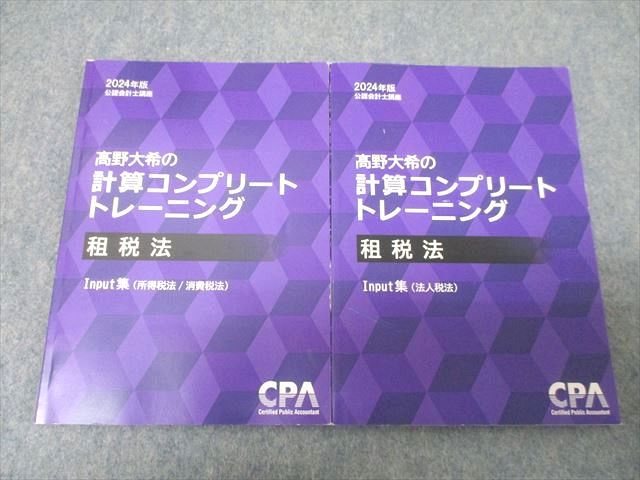 2024年版
公認会計士講座
高野大希の
計算コンプリート
トレーニング
租税法
Input集（所得税法 / 消費税法）
CPA
Certified Public Accountant
2024年版
公認会計士講座
高野大希の
計算コンプリート
トレーニング
租税法
Input集（法人税法）
CPA
Certified Public Accountant